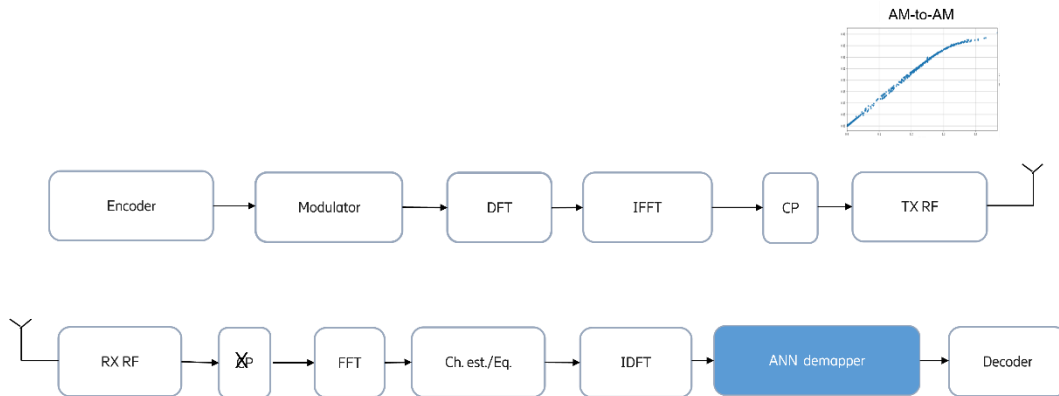 AM-to-AM
Encoder
Modulator
DFT
IFFT
CP
TX RF
RX RF
CP
FFT
Ch. est./Eq.
IDFT
ANN demapper
Decoder